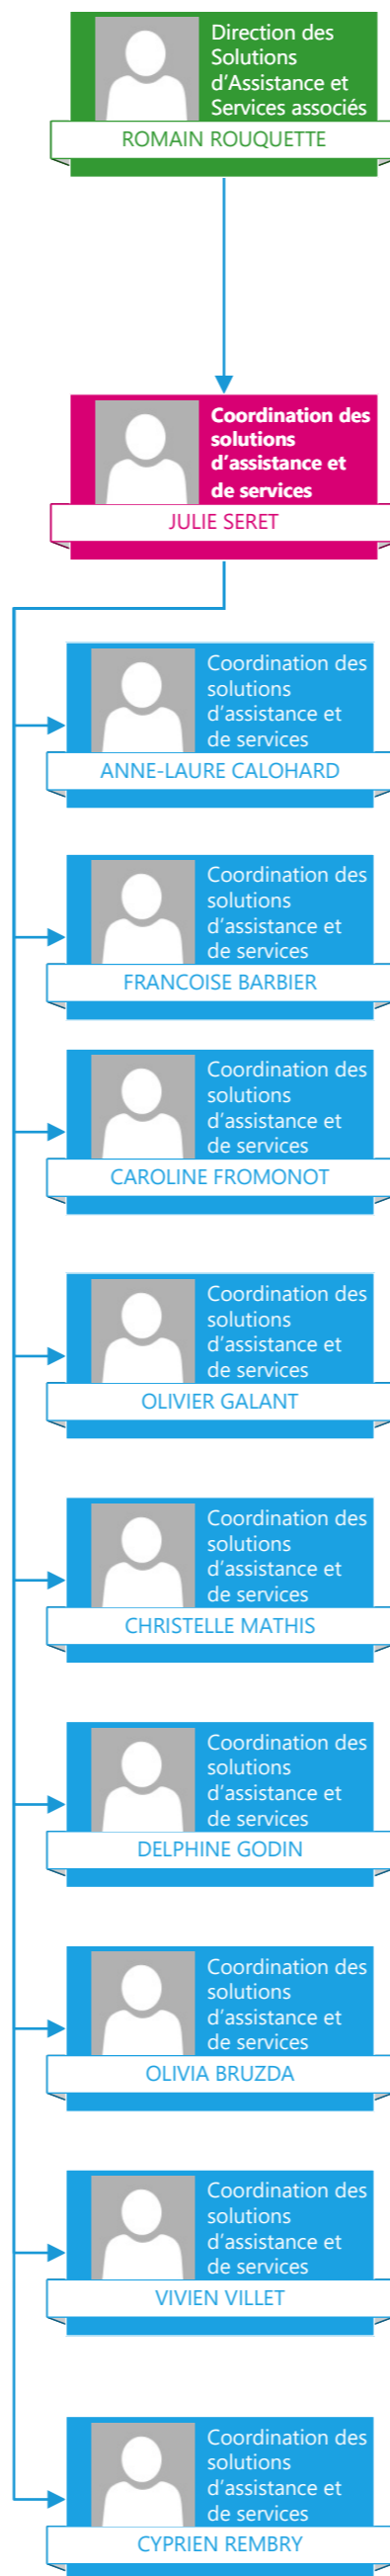 Direction des
Solutions
d'Assistance et
Services associés
ROMAIN ROUQUETTE
Coordination des
solutions
d'assistance et
de services
JULIE SERET
Coordination des
solutions
d'assistance et
de services
ANNE-LAURE CALOHARD
Coordination des
solutions
d'assistance et
de services
FRANCOISE BARBIER
Coordination des
solutions
d'assistance et
de services
CAROLINE FROMONOT
Coordination des
solutions
d'assistance et
de services
OLIVIER GALANT
Coordination des
solutions
d'assistance et
de services
CHRISTELLE MATHIS
Coordination des
solutions
d'assistance et
de services
DELPHINE GODIN
Coordination des
solutions
d'assistance et
de services
OLIVIA BRUZDA
Coordination des
solutions
d'assistance et
de services
VIVIEN VILLET
Coordination des
solutions
d'assistance et
de services
CYPRIEN REMBRY